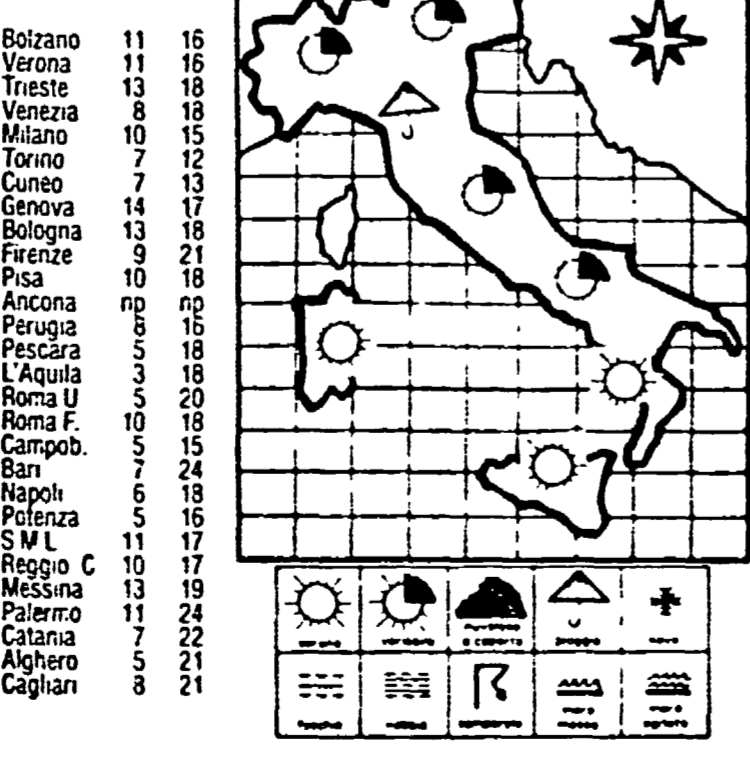 Bolzano 11 16
Verona 11 16
Trieste 13 18
Venezia 8 18
Milano 10 15
Torino 7 12
Cuneo 7 13
Genova 14 17
Bologna 13 18
Firenze 9 21
Pisa 10 18
Ancona np np
Perugia 8 16
Pescara 5 18
L'Aquila 3 18
Roma U 5 20
Roma F. 10 18
Campob. 5 15
Bari 7 24
Napoli 6 18
Potenza 5 16
S M L 11 17
Reggio C 10 17
Messina 13 19
Palermo 11 24
Catania 7 22
Alghero 5 21
Cagliari 8 21
sereno variabile nuvoloso pioggia neve
o coperto
foschia nebbia temporale mare mare
mosso agitato